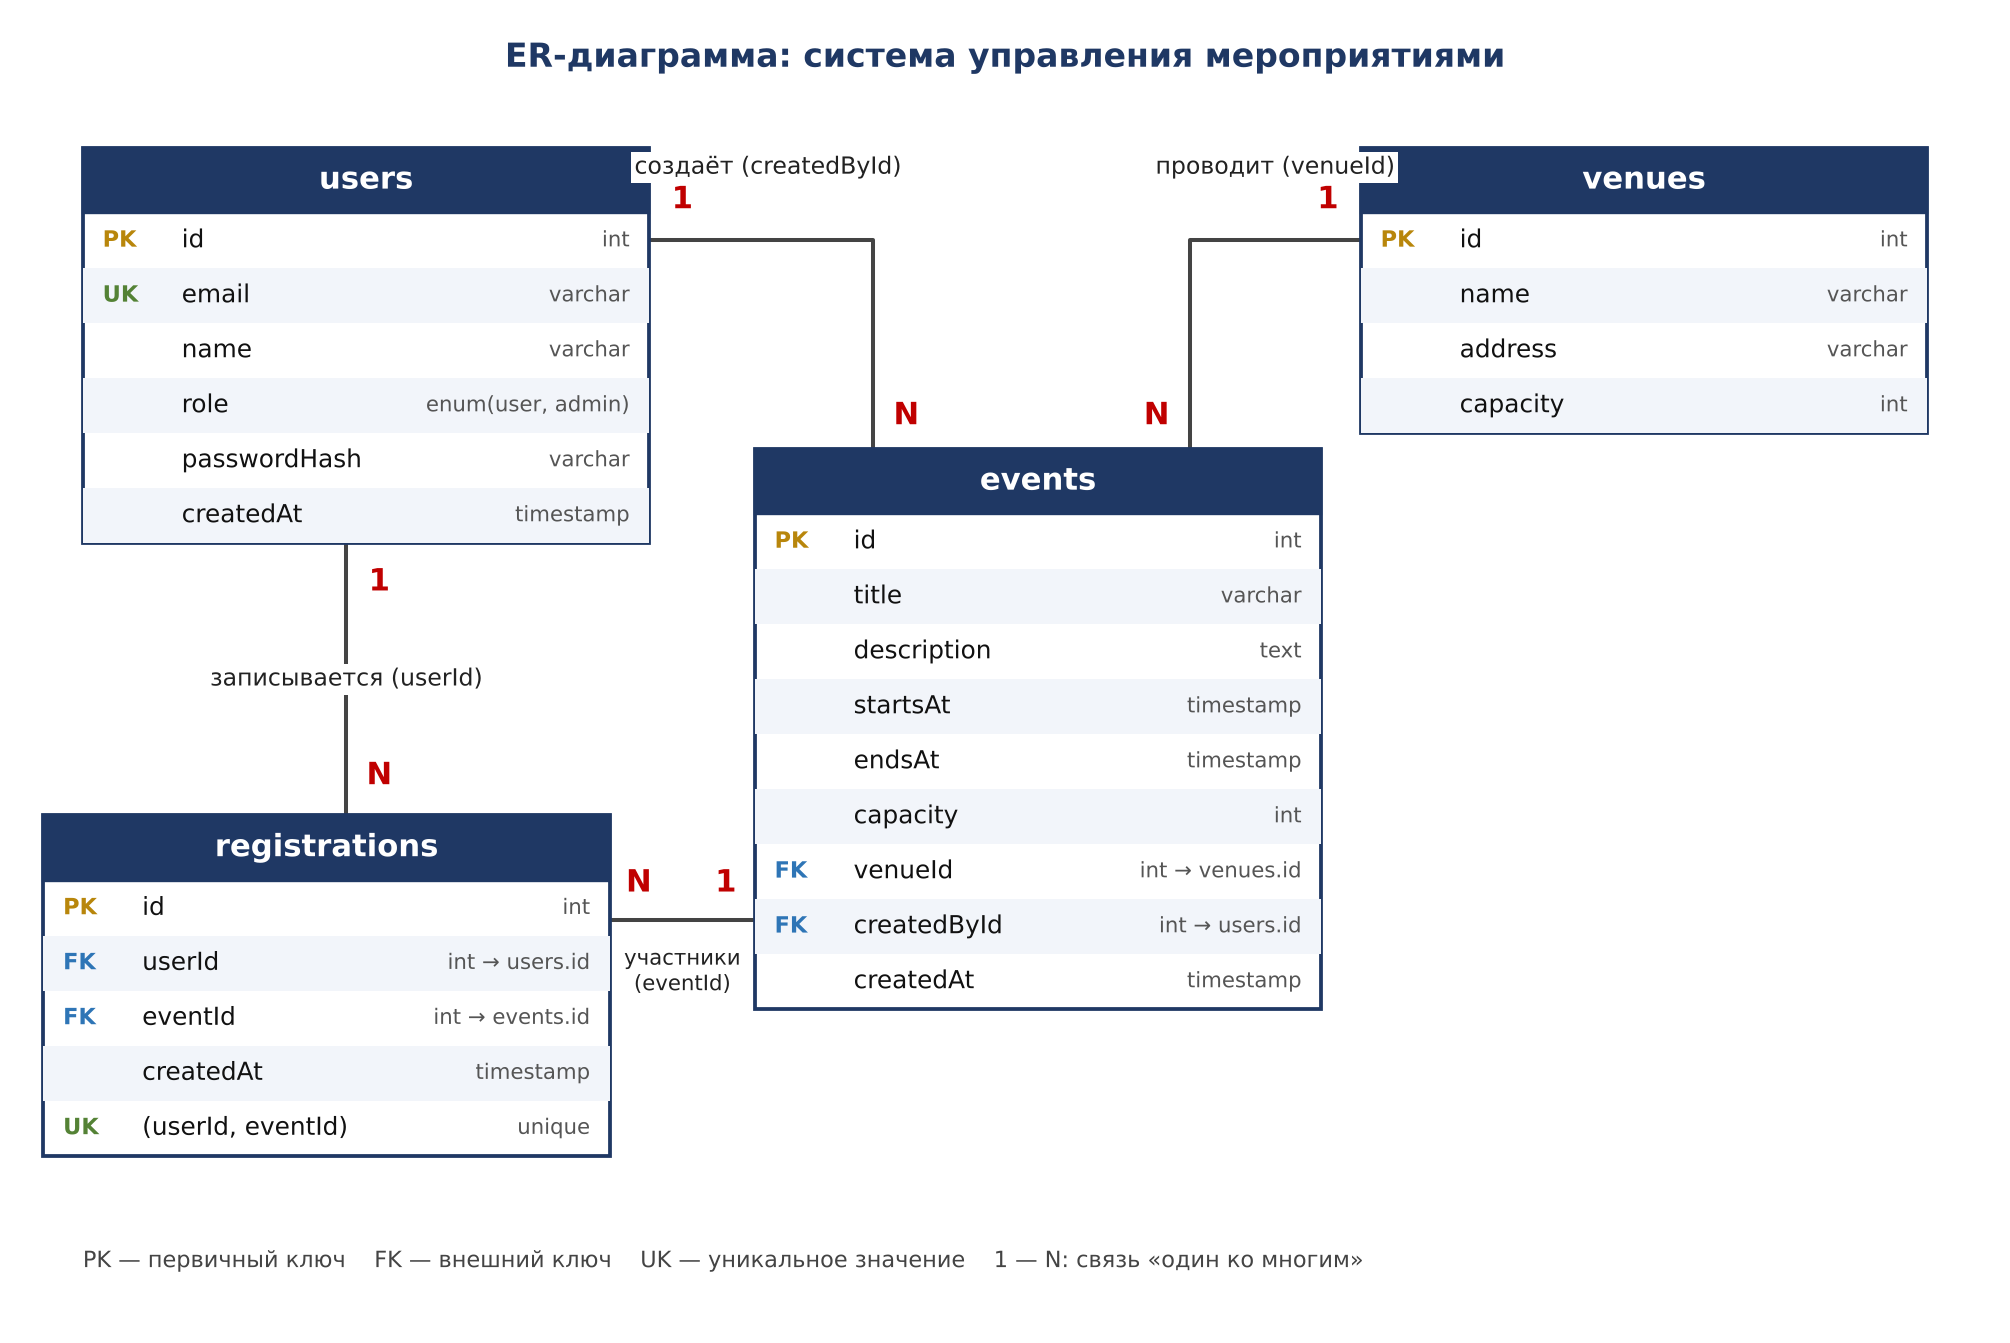 ER-диаграмма: система управления мероприятиями
users
PK id int
UK email varchar
name varchar
role enum(user, admin)
passwordHash varchar
createdAt timestamp
создаёт (createdById)
1
N
проводит (venueId)
1
N
venues
PK id int
name varchar
address varchar
capacity int
events
PK id int
title varchar
description text
startsAt timestamp
endsAt timestamp
capacity int
FK venueId int → venues.id
FK createdById int → users.id
createdAt timestamp
1
записывается (userId)
N
registrations
PK id int
FK userId int → users.id
FK eventId int → events.id
createdAt timestamp
UK (userId, eventId) unique
N 1
участники
(eventId)
PK — первичный ключ FK — внешний ключ UK — уникальное значение 1 — N: связь «один ко многим»